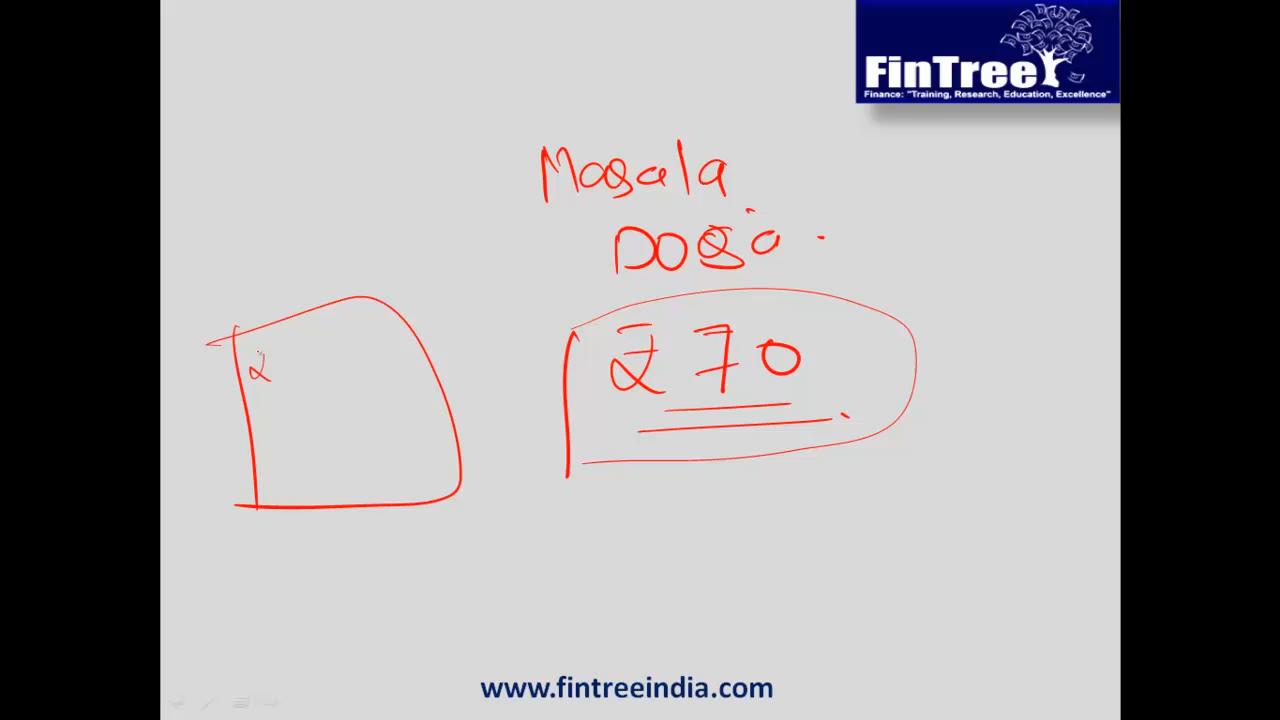 FinTree
Finance: "Training, Research, Education, Excellence"
Masala
Dosa.
₹ 70
www.fintreeindia.com